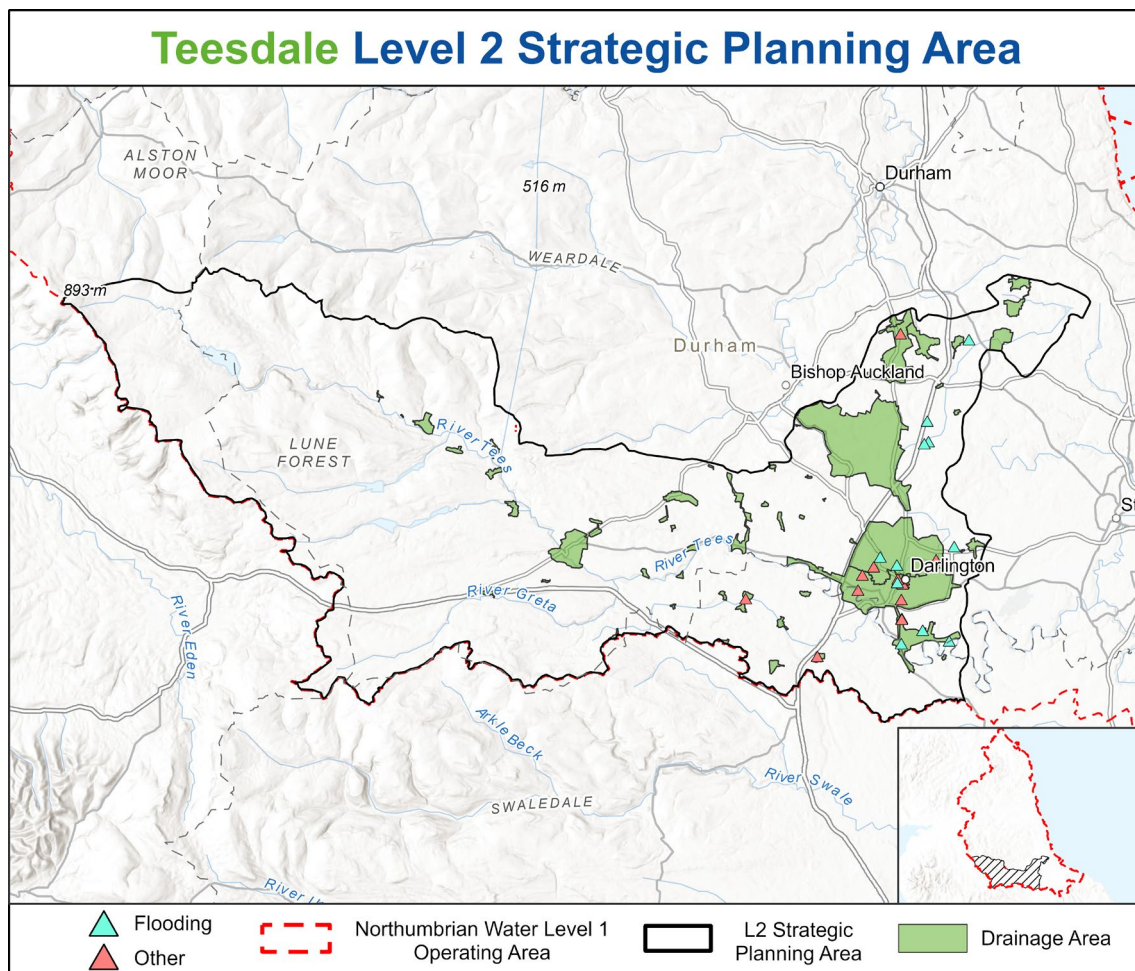 Teesdale Level 2 Strategic Planning Area
ALSTON
MOOR
516 m
Durham
WEARDALE
893 m
Durham
Bishop Auckland
River Tees
LUNE
FOREST
River Tees
Darlington
River Greta
River Eden
Arkle Beck
River Swale
SWALEDALE
River
Flooding
Other
Northumbrian Water Level 1
Operating Area
L2 Strategic
Planning Area
Drainage Area